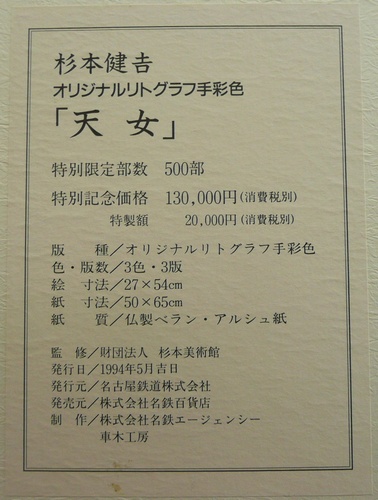 杉本健吉
オリジナルリトグラフ手彩色
「天女」
特別限定部数 500部
特別記念価格 130,000円(消費税別)
特製額 20,000円(消費税別)
版 種／オリジナルリトグラフ手彩色
色・版数／3色・3版
絵 寸法／27×54cm
紙 寸法／50×65cm
紙 質／仏製ベラン・アルシュ紙
監 修／財団法人 杉本美術館
発行日／1994年5月吉日
発行元／名古屋鉄道株式会社
発売元／株式会社名鉄百貨店
制 作／株式会社名鉄エージェンシー
車木工房